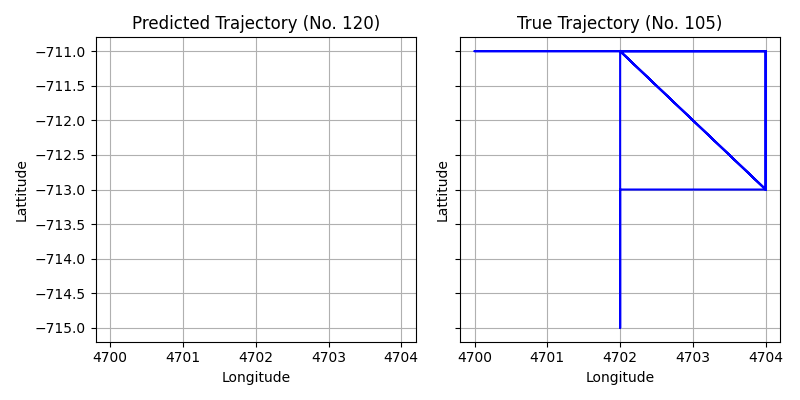 Predicted Trajectory (No. 120)
True Trajectory (No. 105)
−711.0
−711.5
−712.0
−712.5
−713.0
−713.5
−714.0
−714.5
−715.0
Lattitude
Lattitude
4700 4701 4702 4703 4704
4700 4701 4702 4703 4704
Longitude
Longitude